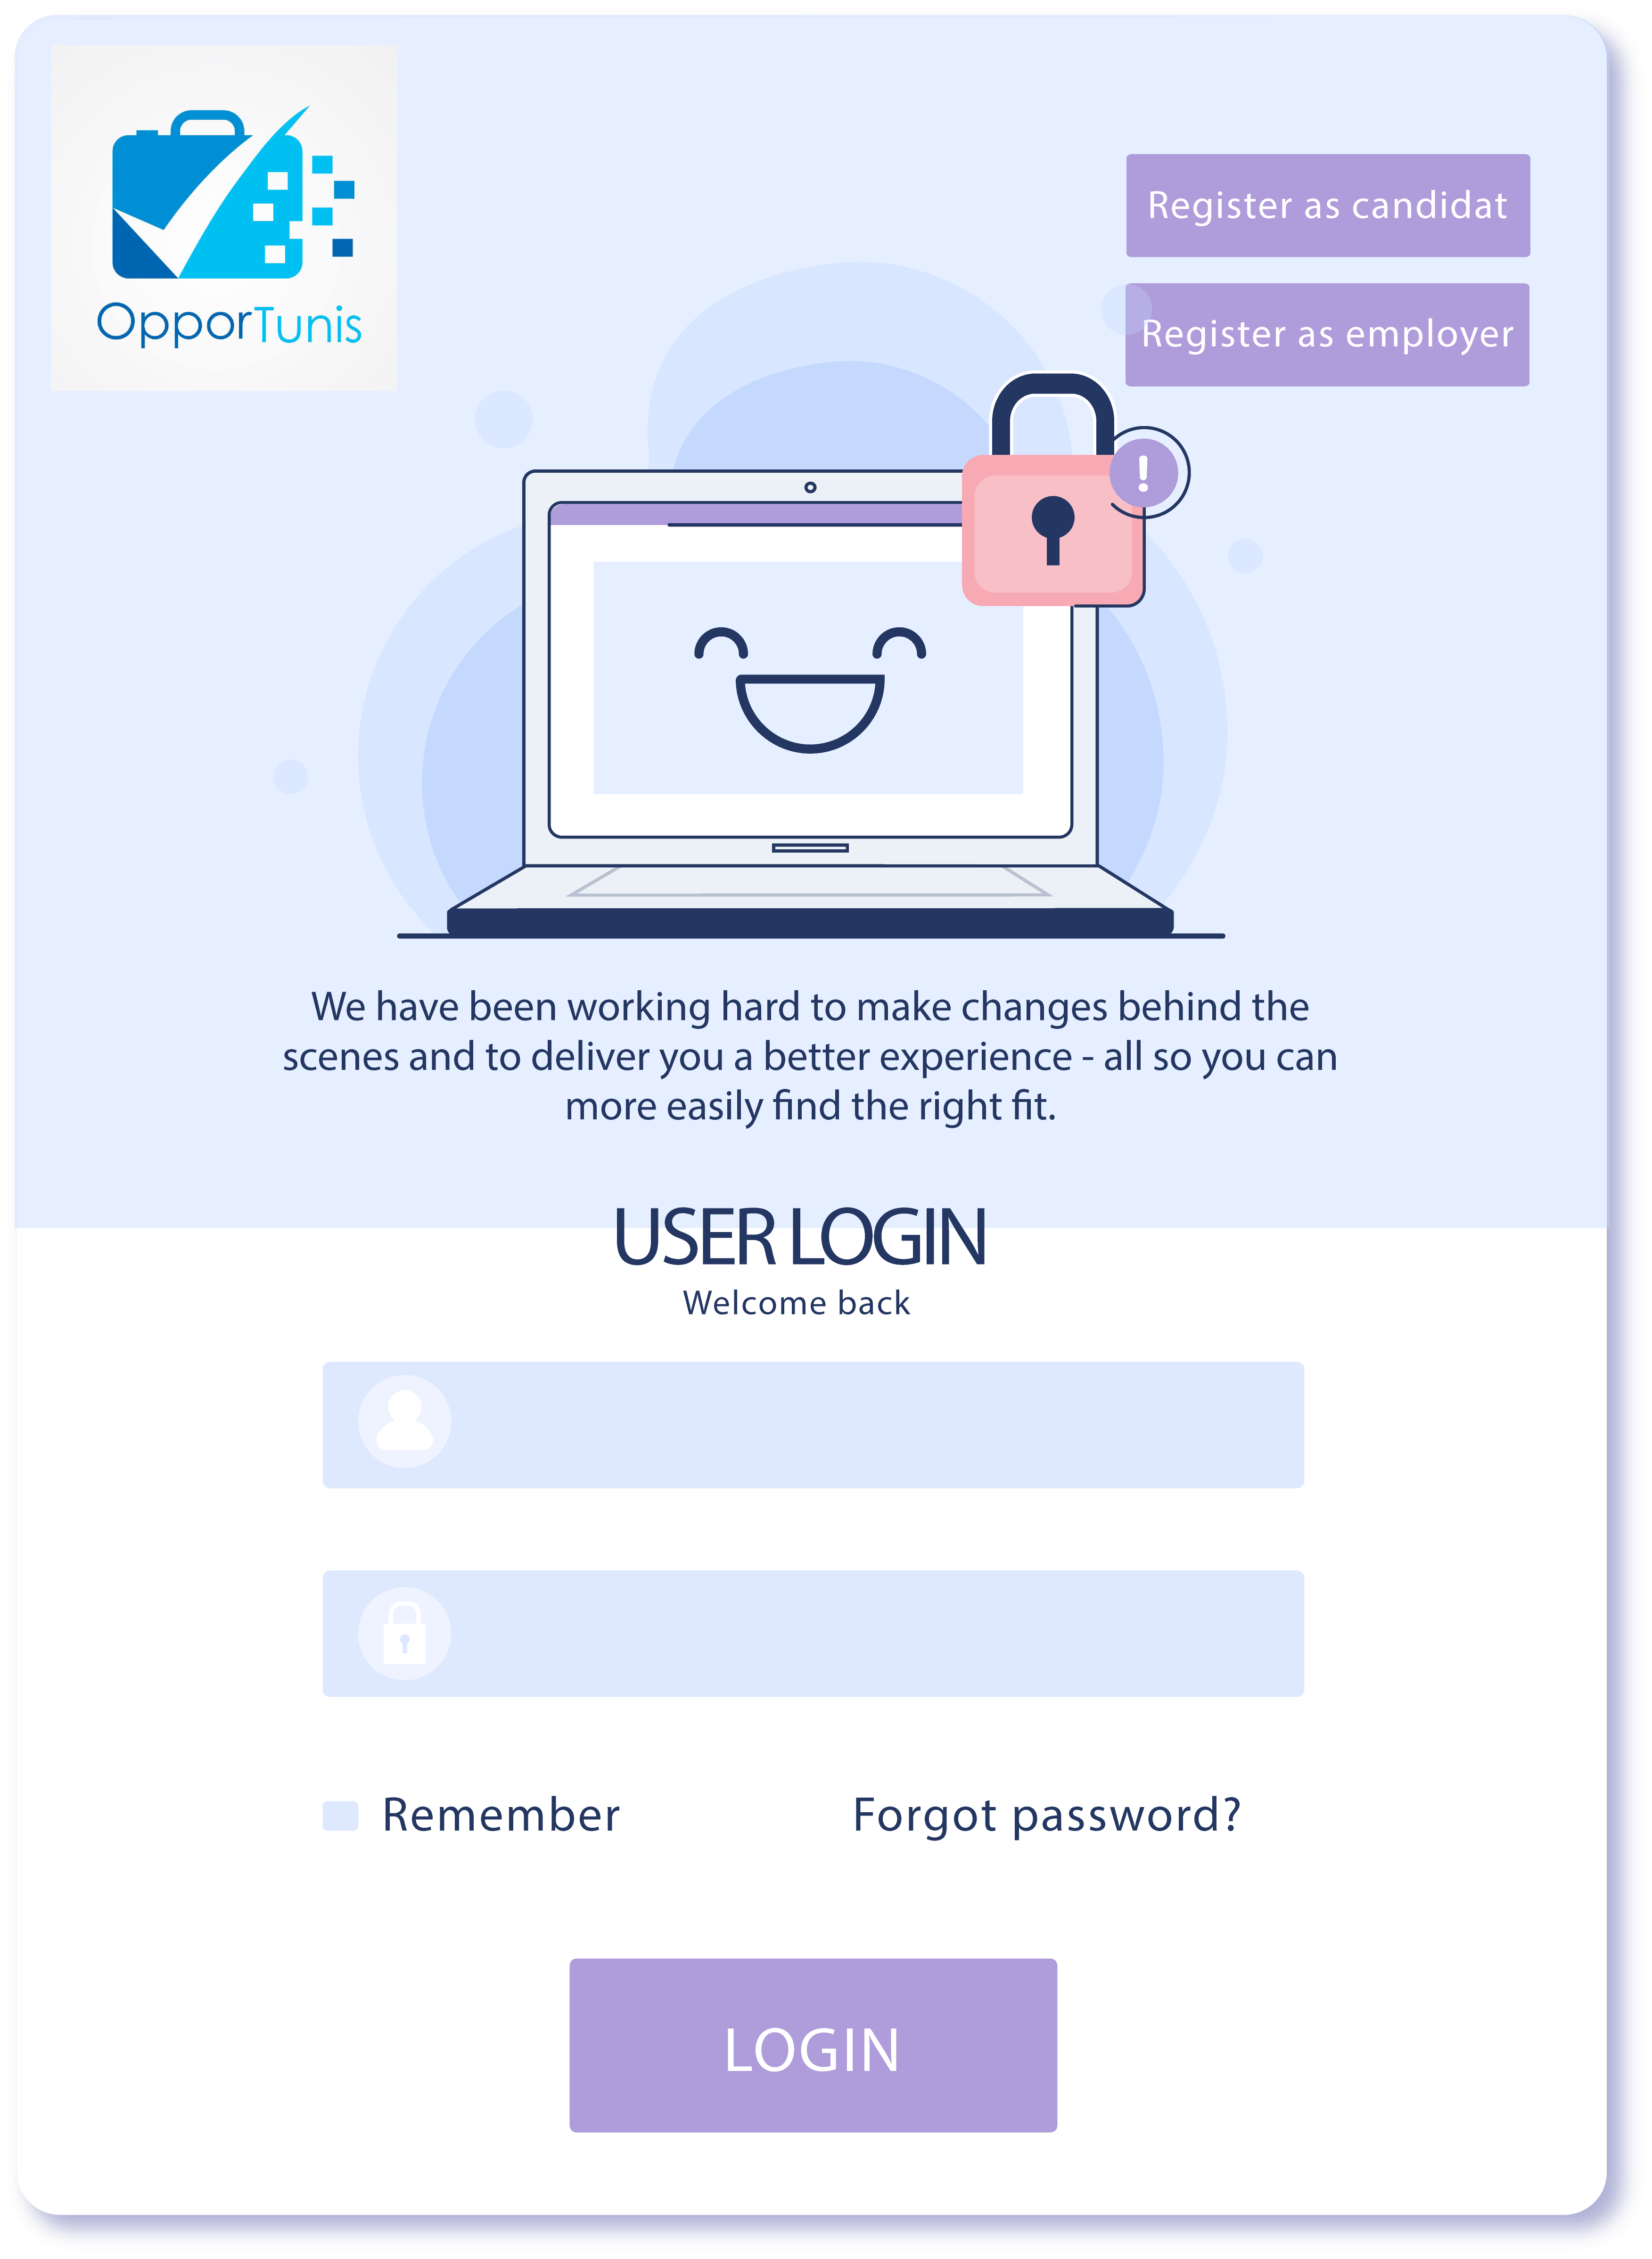 OpporTunis
Register as candidat
Register as employer
!
We have been working hard to make changes behind the
scenes and to deliver you a better experience - all so you can
more easily find the right fit.
USER LOGIN
Welcome back
Remember
Forgot password?
LOGIN